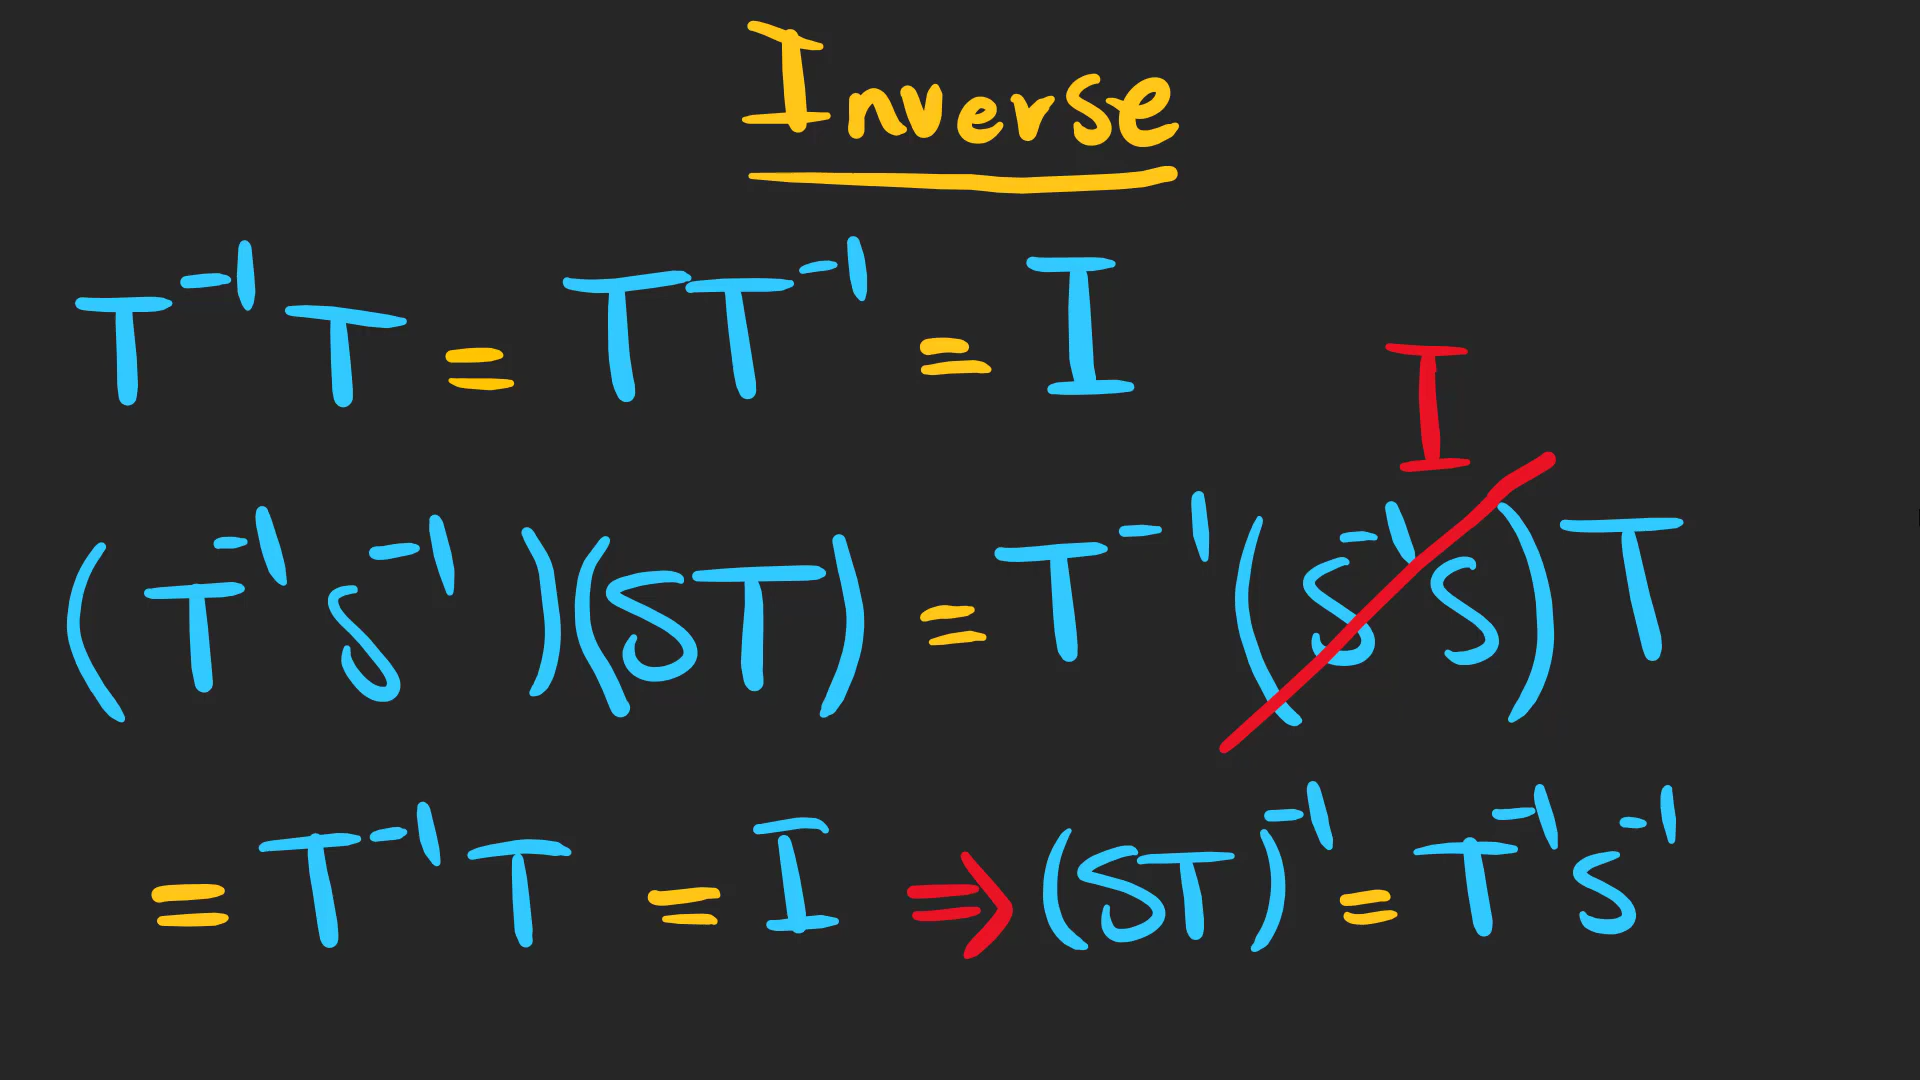 Inverse
T⁻¹T = TT⁻¹ = I
I
(T⁻¹S⁻¹)(ST) = T⁻¹(S⁻¹S)T
= T⁻¹T = I ⇒ (ST)⁻¹ = T⁻¹S⁻¹